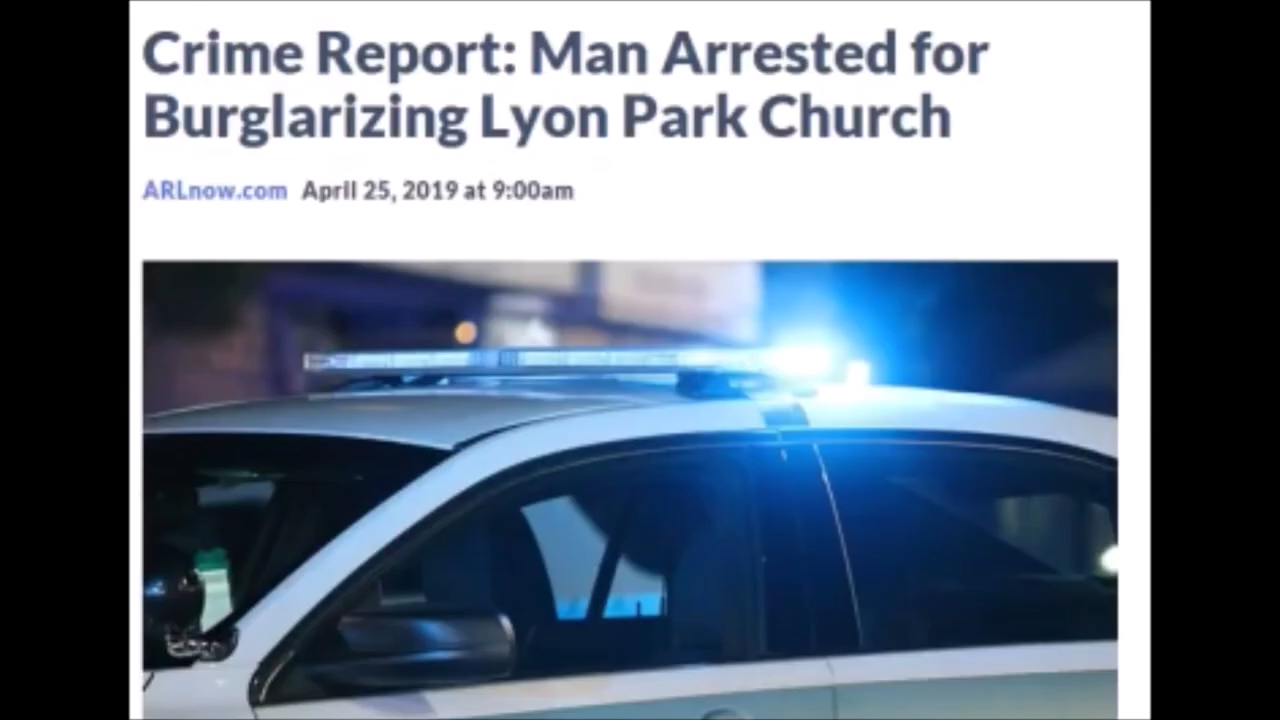 Crime Report: Man Arrested for
Burglarizing Lyon Park Church
ARLnow.com April 25, 2019 at 9:00am